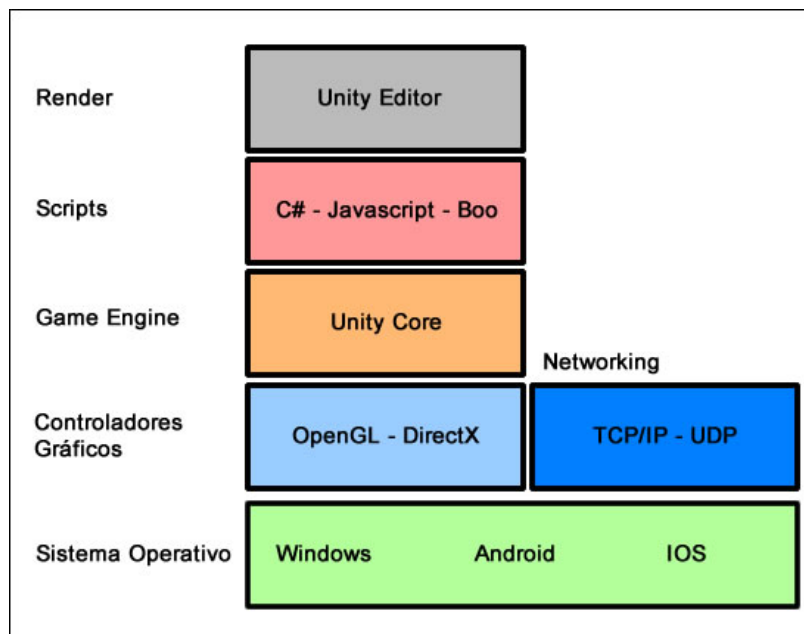 Render
Unity Editor
Scripts
C# - Javascript - Boo
Game Engine
Unity Core
Networking
Controladores
Gráficos
OpenGL - DirectX
TCP/IP - UDP
Sistema Operativo
Windows
Android
IOS